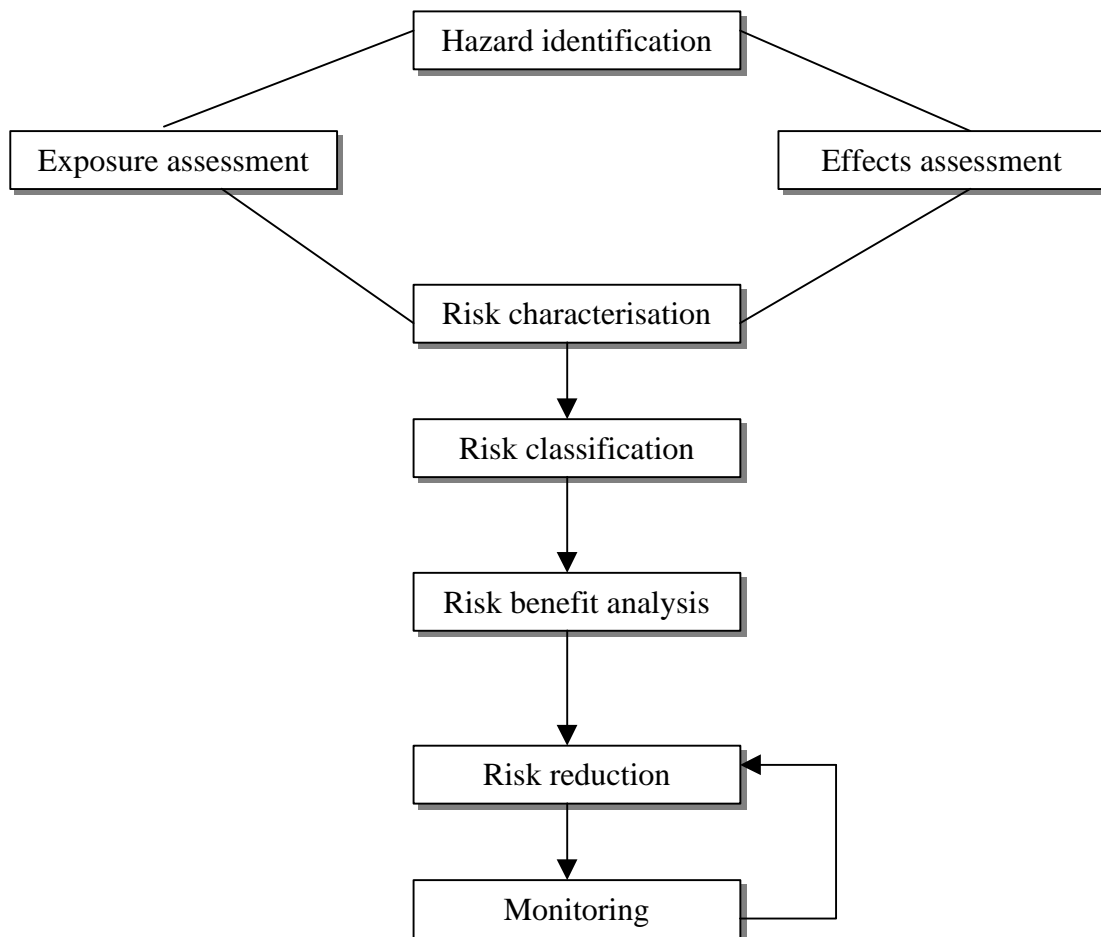 Hazard identification
Exposure assessment
Effects assessment
Risk characterisation
Risk classification
Risk benefit analysis
Risk reduction
Monitoring